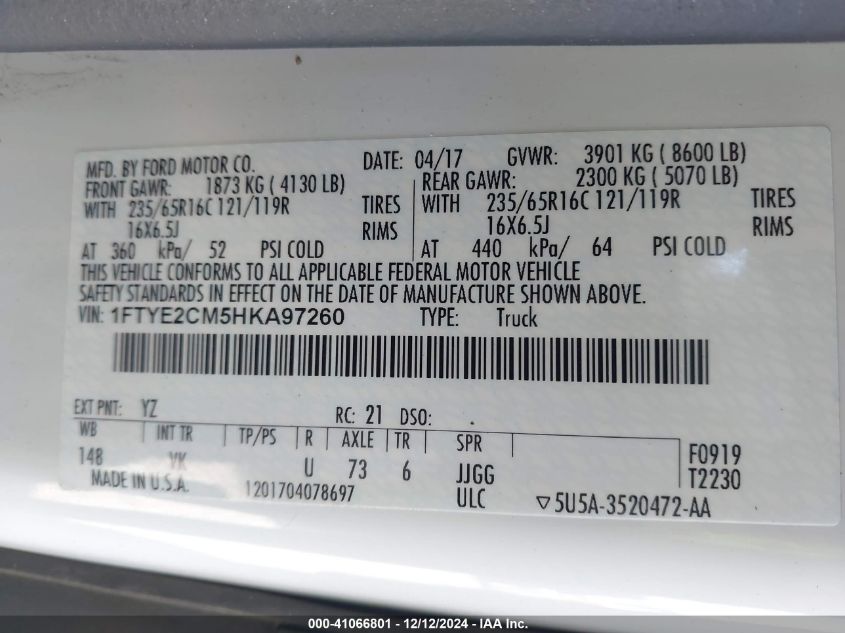 MFD. BY FORD MOTOR CO. DATE: 04/17 GVWR: 3901 KG ( 8600 LB)
FRONT GAWR: 1873 KG ( 4130 LB) REAR GAWR: 2300 KG ( 5070 LB)
WITH 235/65R16C 121/119R TIRES WITH 235/65R16C 121/119R TIRES
16X6.5J RIMS 16X6.5J RIMS
AT 360 kPa/ 52 PSI COLD AT 440 kPa/ 64 PSI COLD
THIS VEHICLE CONFORMS TO ALL APPLICABLE FEDERAL MOTOR VEHICLE
SAFETY STANDARDS IN EFFECT ON THE DATE OF MANUFACTURE SHOWN ABOVE.
VIN: 1FTYE2CM5HKA97260 TYPE: Truck
EXT PNT: YZ RC: 21 DSO:
WB INT TR TP/PS R AXLE TR SPR F0919
148 VK U 73 6 JJGG T2230
MADE IN U.S.A. 1201704078697 ULC ▽5U5A-3520472-AA
000-41066801 - 12/12/2024 - IAA Inc.